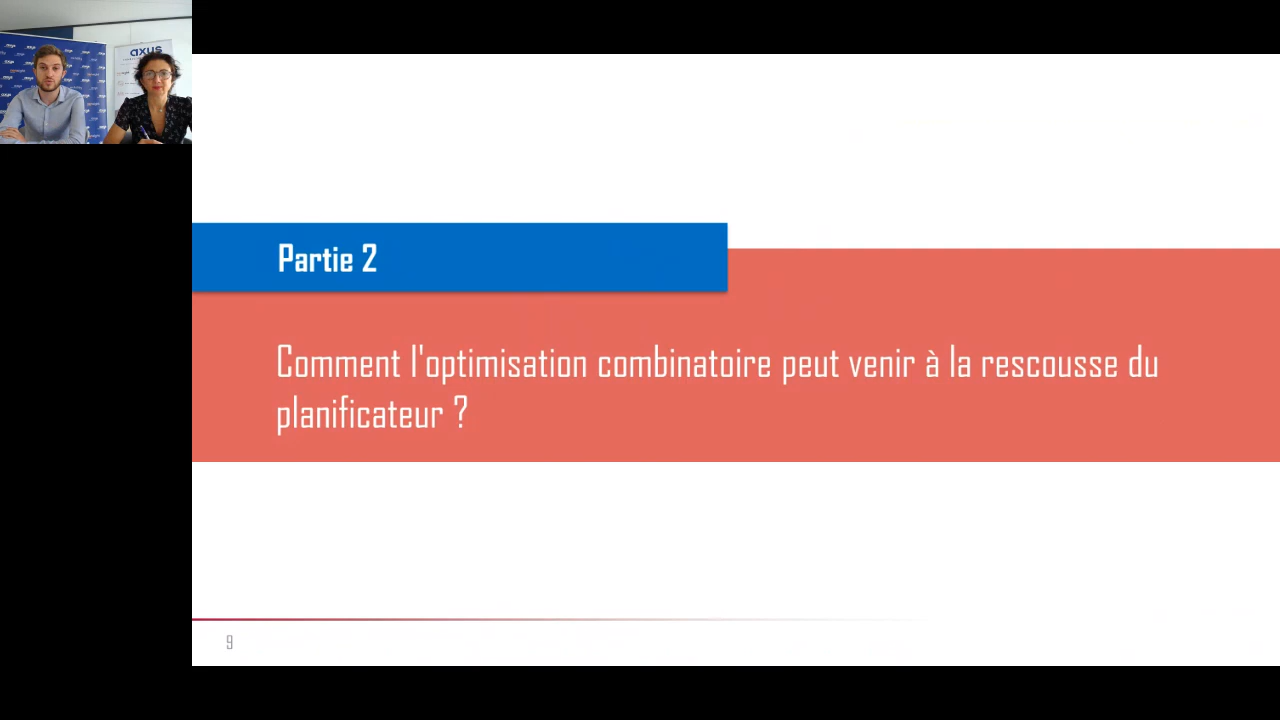 axus
Partie 2
Comment l'optimisation combinatoire peut venir à la rescousse du
planificateur ?
9